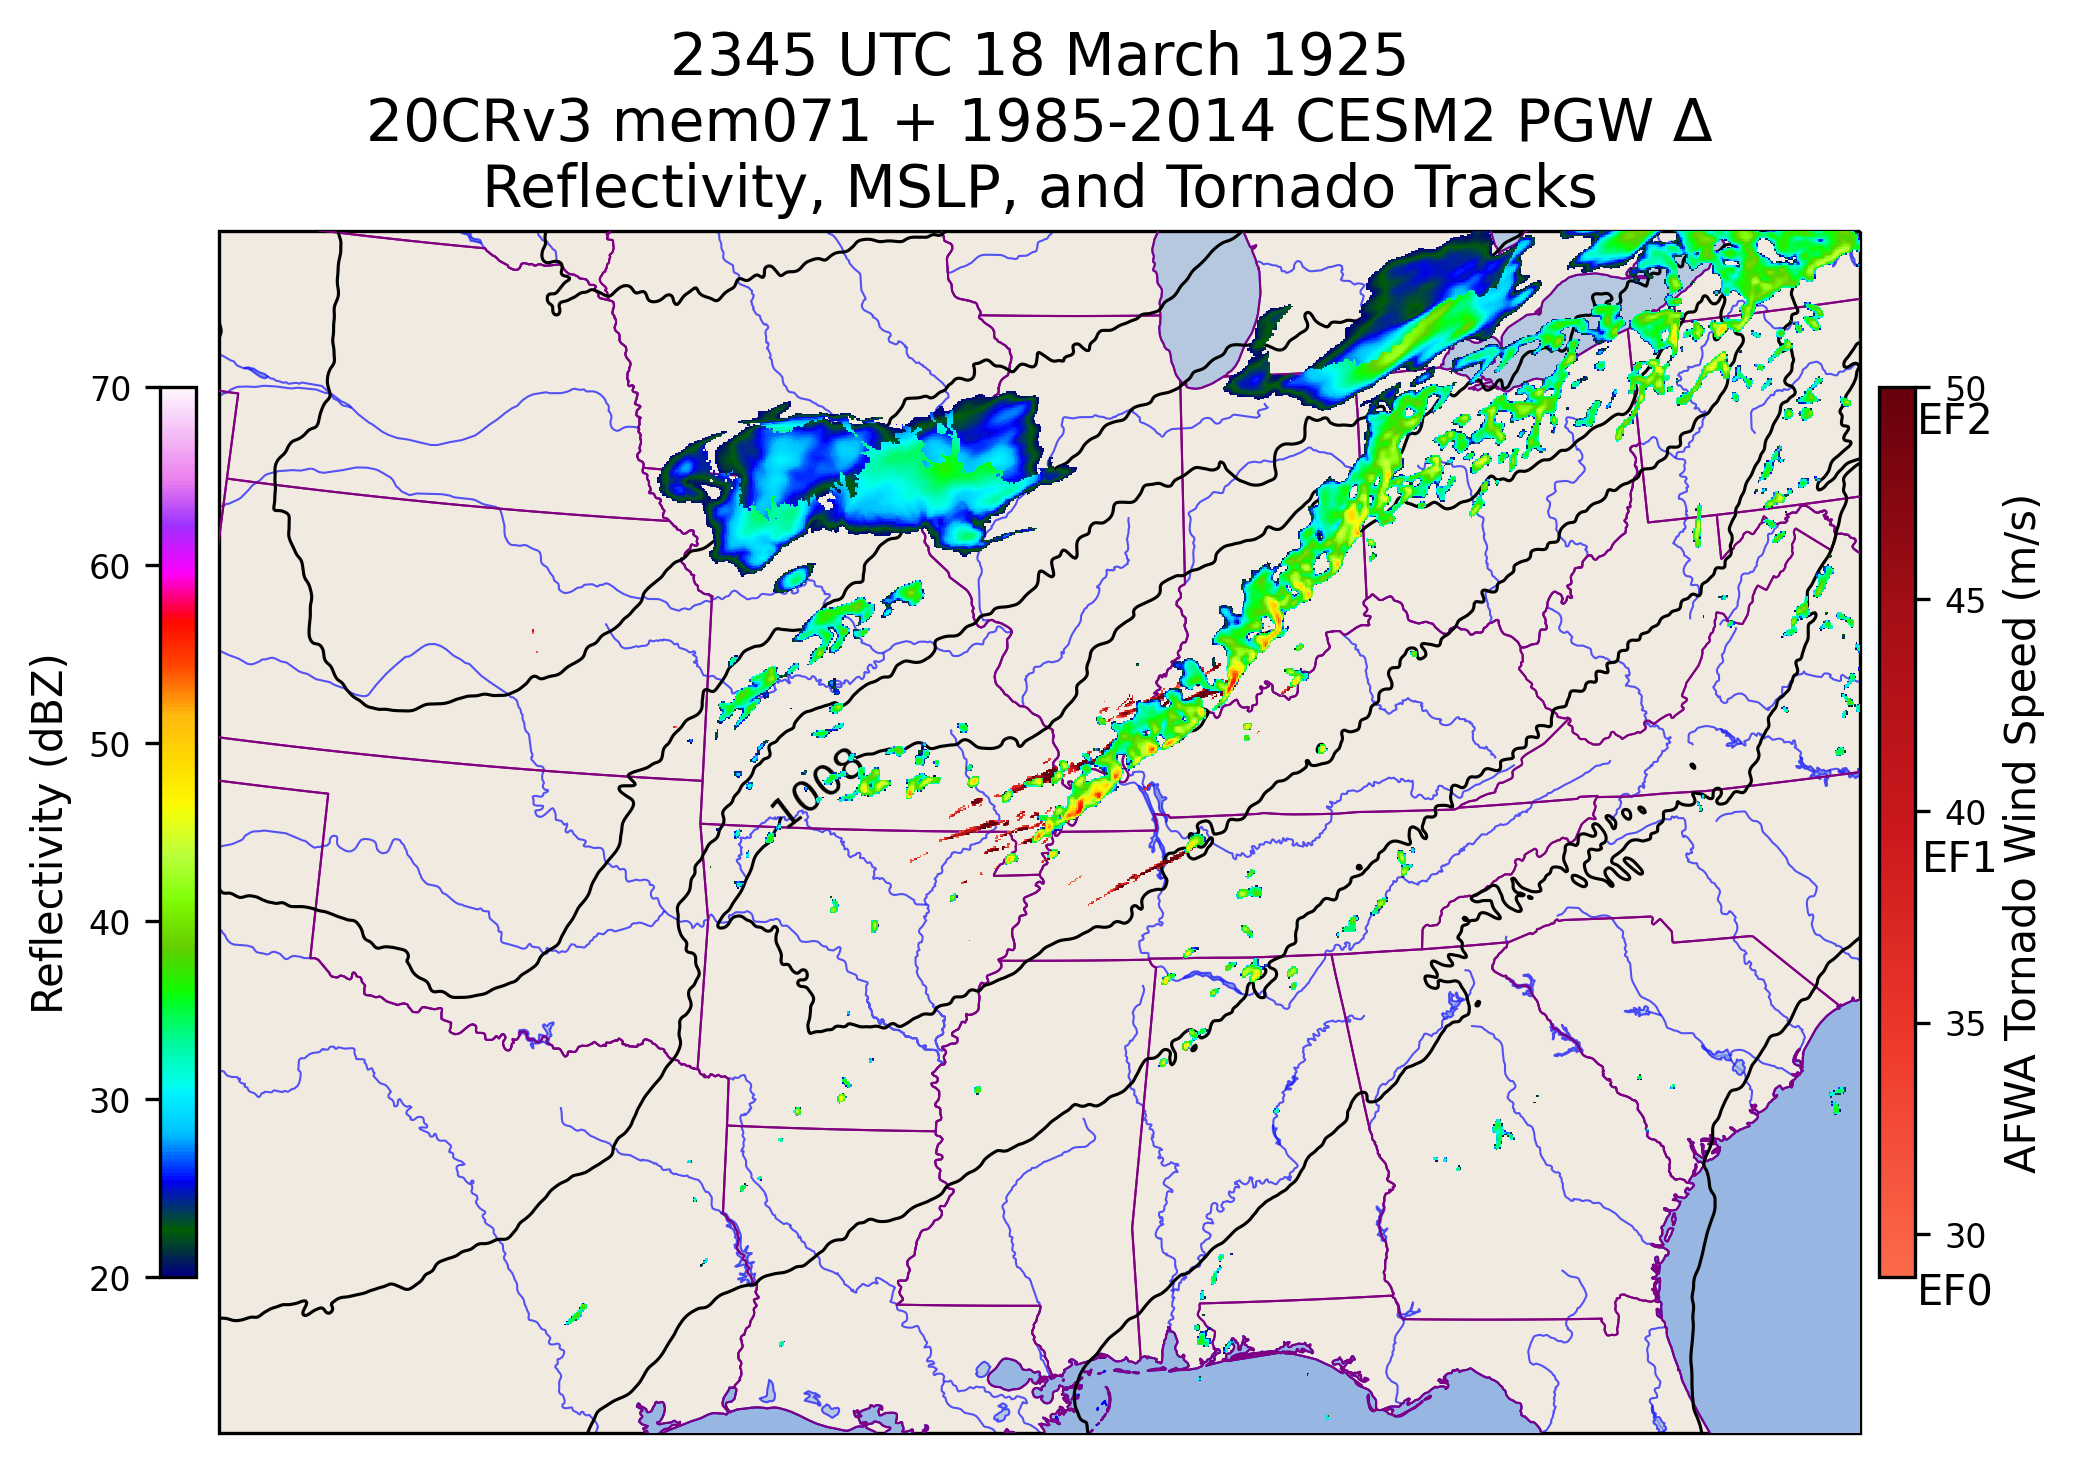 2345 UTC 18 March 1925
20CRv3 mem071 + 1985-2014 CESM2 PGW Δ
Reflectivity, MSLP, and Tornado Tracks
70
60
50
40
30
20
Reflectivity (dBZ)
1008
50
EF2
45
40
EF1
35
30
EF0
AFWA Tornado Wind Speed (m/s)